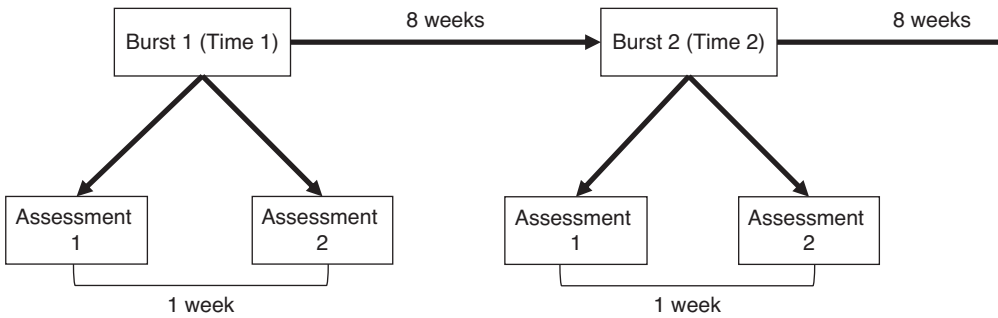 Burst 1 (Time 1)
8 weeks
Burst 2 (Time 2)
8 weeks
Assessment
1
Assessment
2
Assessment
1
Assessment
2
1 week
1 week